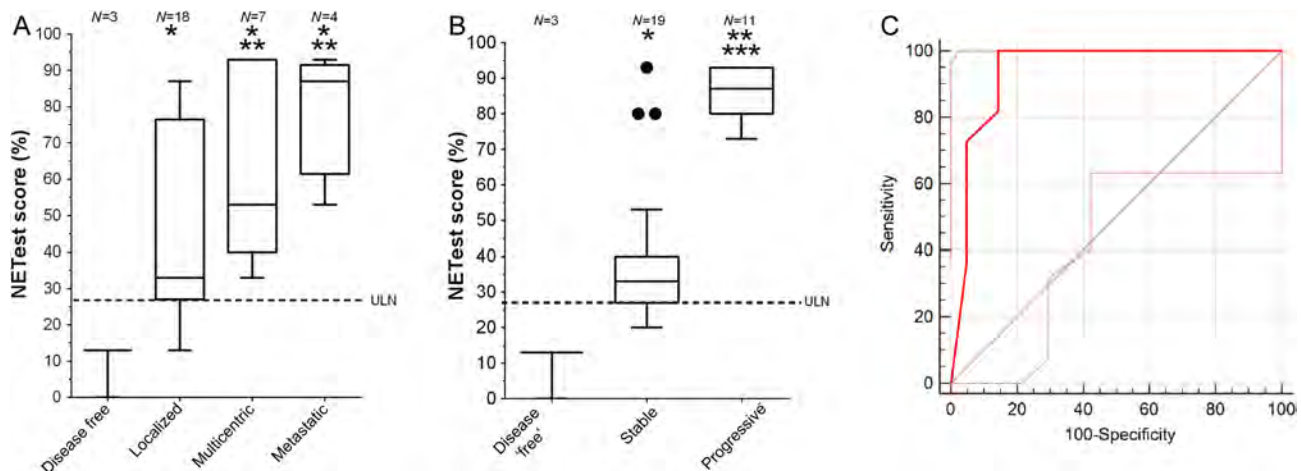 A
N=3 N=18 N=7 N=4
* * *
** **
NETest score (%)
100
90
80
70
60
50
40
30
20
10
0
ULN
Disease free
Localized
Multicentric
Metastatic
B
N=3 N=19 N=11
* **
***
NETest score (%)
100
90
80
70
60
50
40
30
20
10
0
ULN
Disease
'free'
Stable
Progressive
C
Sensitivity
100
80
60
40
20
0
0 20 40 60 80 100
100-Specificity